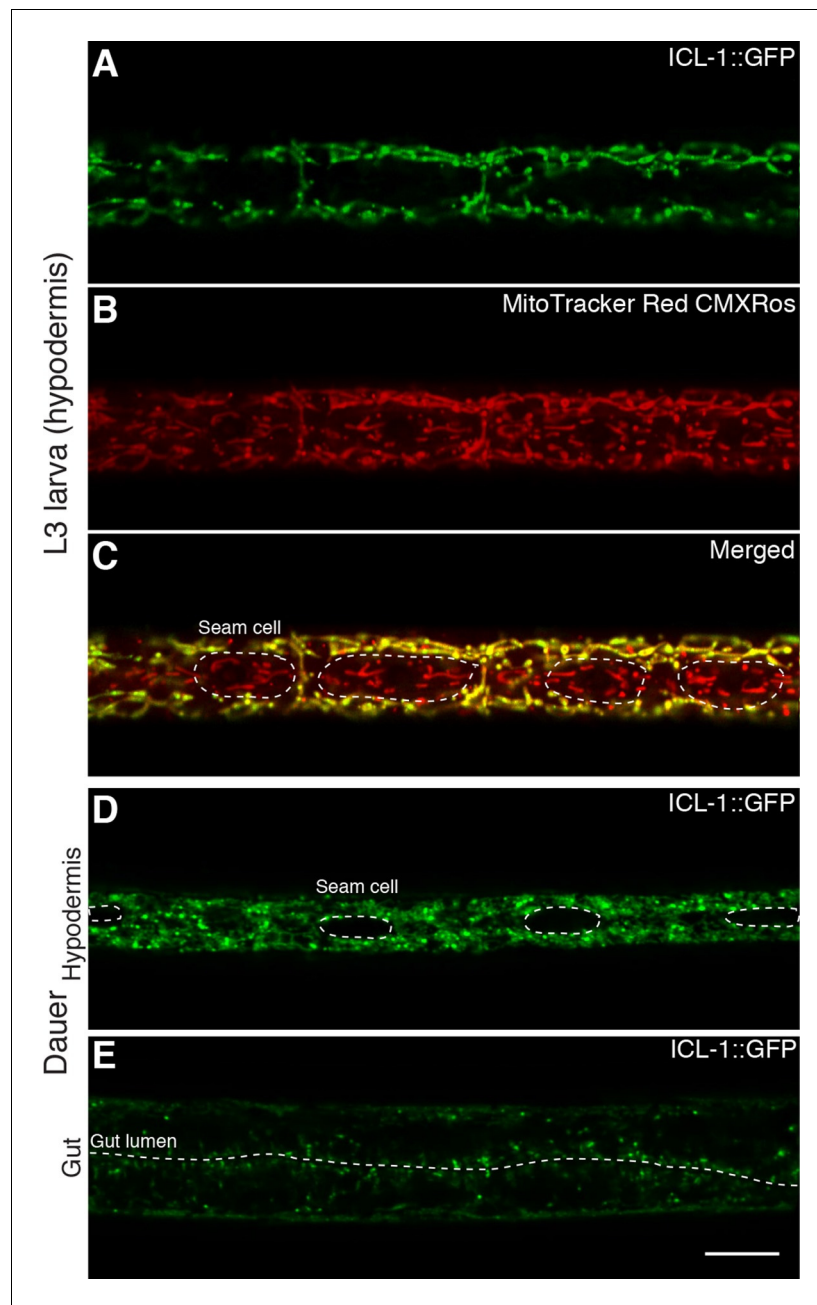 A
ICL-1::GFP
B
MitoTracker Red CMXRos
L3 larva (hypodermis)
C
Merged
Seam cell
D
ICL-1::GFP
Seam cell
Hypodermis
Dauer
E
ICL-1::GFP
Gut lumen
Gut